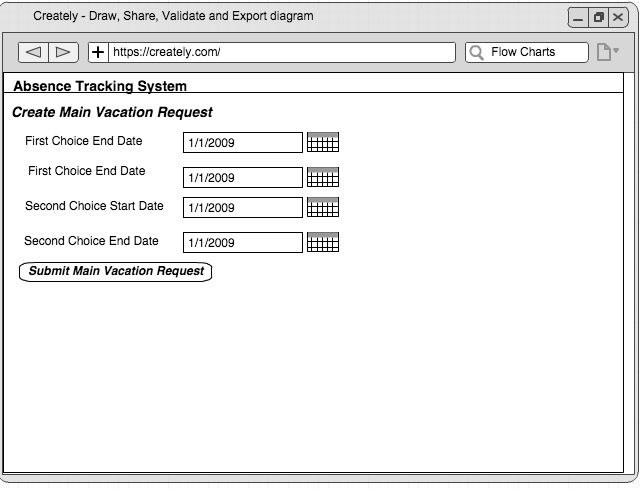 Creately - Draw, Share, Validate and Export diagram
https://creately.com/
Flow Charts
Absence Tracking System
Create Main Vacation Request
First Choice End Date 1/1/2009
First Choice End Date 1/1/2009
Second Choice Start Date 1/1/2009
Second Choice End Date 1/1/2009
Submit Main Vacation Request